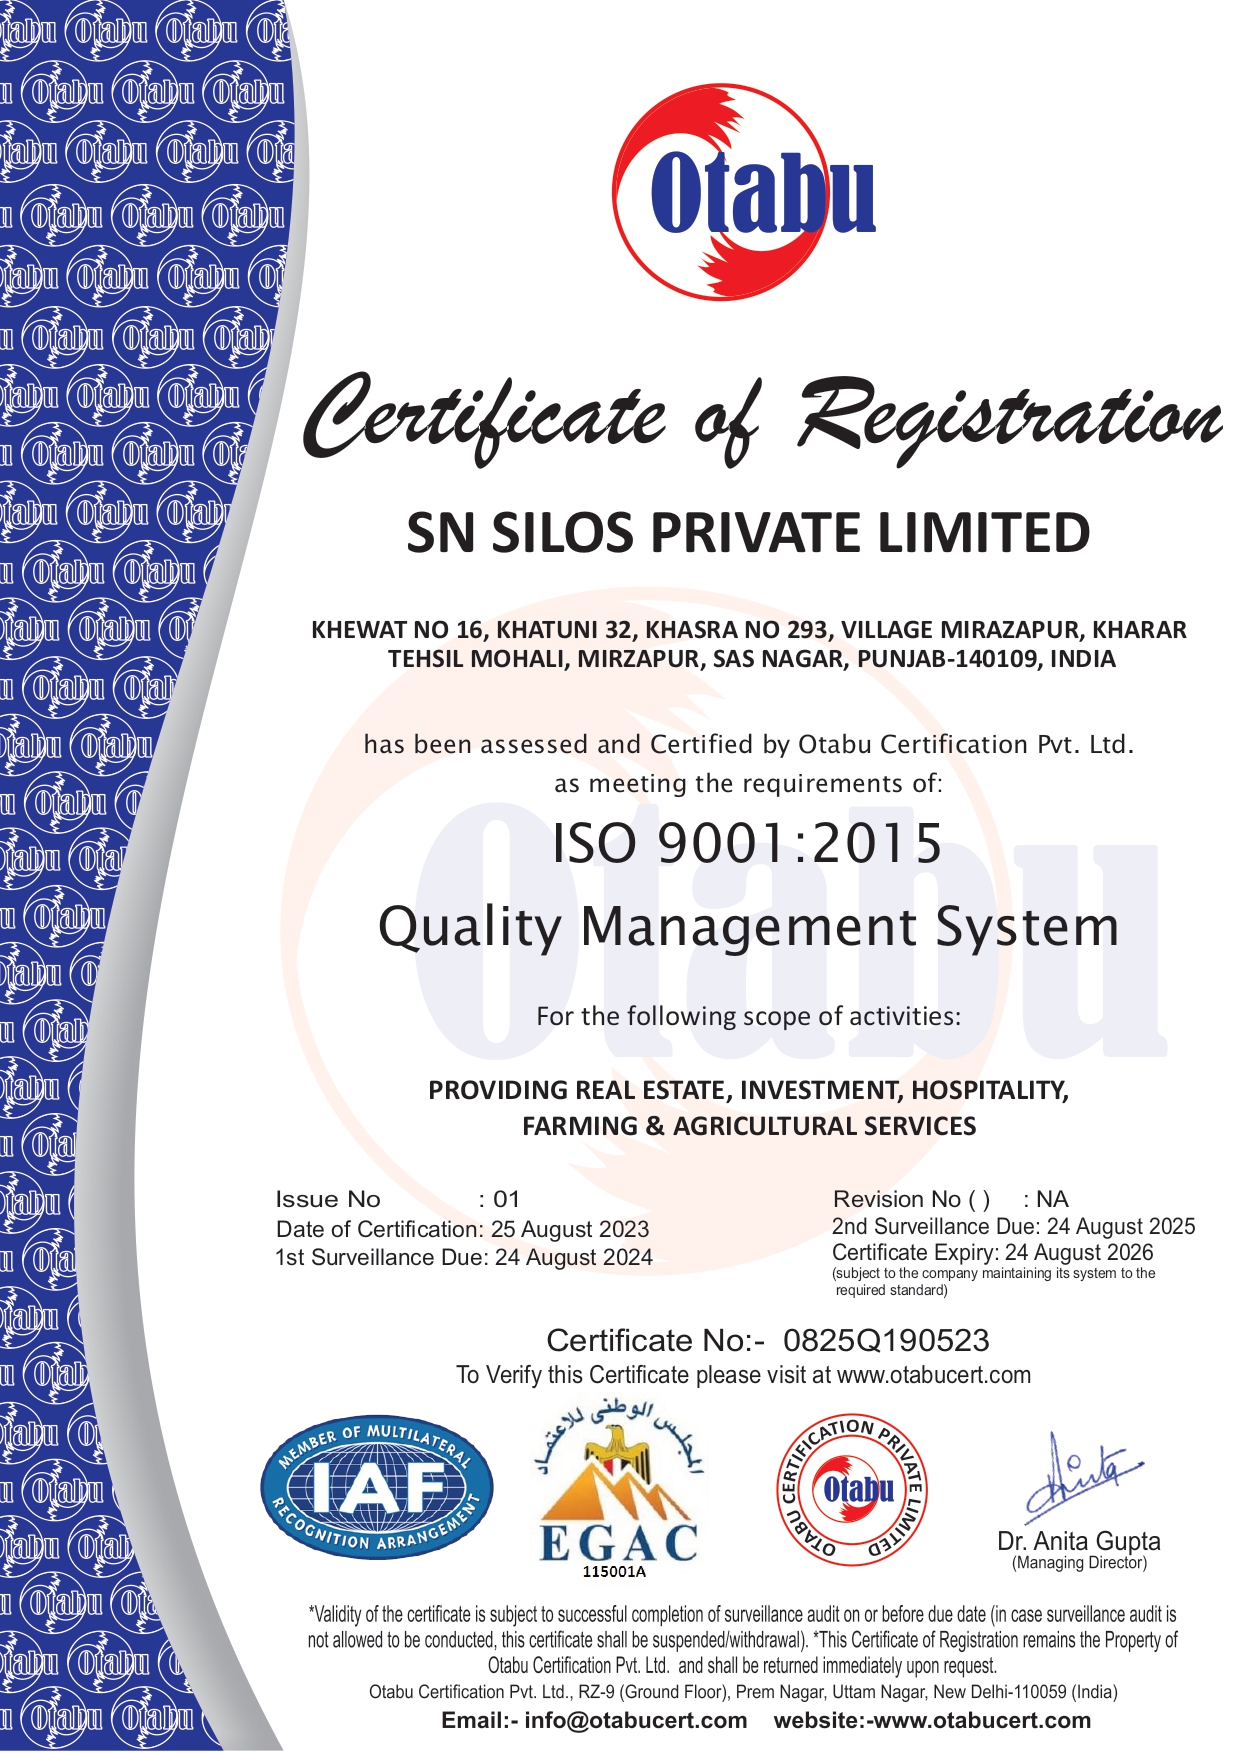 Otabu
Certificate of Registration
SN SILOS PRIVATE LIMITED
KHEWAT NO 16, KHATUNI 32, KHASRA NO 293, VILLAGE MIRAZAPUR, KHARAR
TEHSIL MOHALI, MIRZAPUR, SAS NAGAR, PUNJAB-140109, INDIA
has been assessed and Certified by Otabu Certification Pvt. Ltd.
as meeting the requirements of:
ISO 9001:2015
Quality Management System
For the following scope of activities:
PROVIDING REAL ESTATE, INVESTMENT, HOSPITALITY,
FARMING & AGRICULTURAL SERVICES
Issue No : 01
Date of Certification: 25 August 2023
1st Surveillance Due: 24 August 2024
Revision No ( ) : NA
2nd Surveillance Due: 24 August 2025
Certificate Expiry: 24 August 2026
(subject to the company maintaining its system to the
required standard)
Certificate No:- 0825Q190523
To Verify this Certificate please visit at www.otabucert.com
MEMBER OF MULTILATERAL
IAF
RECOGNITION ARRANGEMENT
المجلس الوطنى للاعتماد
EGAC
115001A
OTABU CERTIFICATION PRIVATE LIMITED
Otabu
Dr. Anita Gupta
(Managing Director)
*Validity of the certificate is subject to successful completion of surveillance audit on or before due date (in case surveillance audit is
not allowed to be conducted, this certificate shall be suspended/withdrawal). *This Certificate of Registration remains the Property of
Otabu Certification Pvt. Ltd. and shall be returned immediately upon request.
Otabu Certification Pvt. Ltd., RZ-9 (Ground Floor), Prem Nagar, Uttam Nagar, New Delhi-110059 (India)
Email:- info@otabucert.com website:-www.otabucert.com